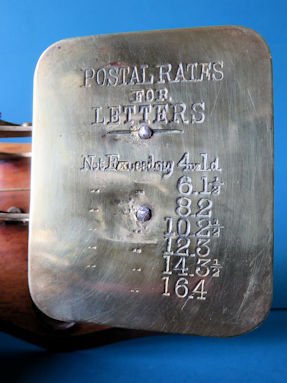 POSTAL RATES
FOR
LETTERS
Not Exceeding 4oz 1d
" " 6.1½
" " 8.2
" " 10.2½
" " 12.3
" " 14.3½
" " 16.4